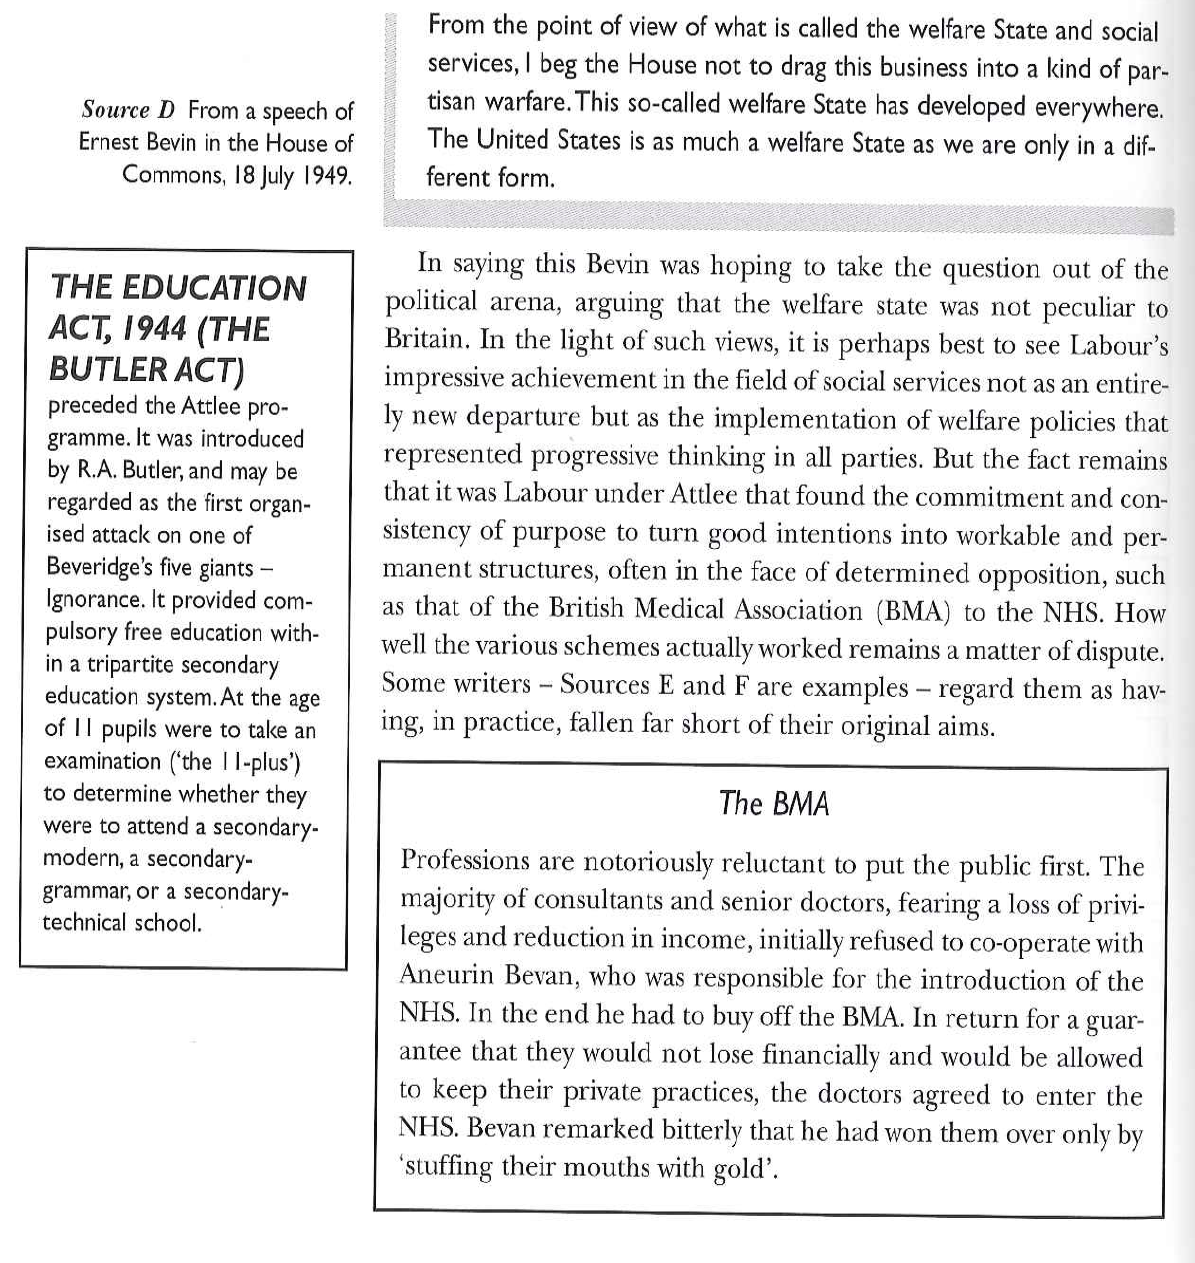 From the point of view of what is called the welfare State and social
services, I beg the House not to drag this business into a kind of par-
tisan warfare. This so-called welfare State has developed everywhere.
The United States is as much a welfare State as we are only in a dif-
ferent form.
Source D From a speech of
Ernest Bevin in the House of
Commons, 18 July 1949.
In saying this Bevin was hoping to take the question out of the
political arena, arguing that the welfare state was not peculiar to
Britain. In the light of such views, it is perhaps best to see Labour's
impressive achievement in the field of social services not as an entire-
ly new departure but as the implementation of welfare policies that
represented progressive thinking in all parties. But the fact remains
that it was Labour under Attlee that found the commitment and con-
sistency of purpose to turn good intentions into workable and per-
manent structures, often in the face of determined opposition, such
as that of the British Medical Association (BMA) to the NHS. How
well the various schemes actually worked remains a matter of dispute.
Some writers – Sources E and F are examples – regard them as hav-
ing, in practice, fallen far short of their original aims.
THE EDUCATION
ACT, 1944 (THE
BUTLER ACT)
preceded the Attlee pro-
gramme. It was introduced
by R.A. Butler, and may be
regarded as the first organ-
ised attack on one of
Beveridge's five giants –
Ignorance. It provided com-
pulsory free education with-
in a tripartite secondary
education system. At the age
of 11 pupils were to take an
examination ('the 11-plus')
to determine whether they
were to attend a secondary-
modern, a secondary-
grammar, or a secondary-
technical school.
The BMA
Professions are notoriously reluctant to put the public first. The
majority of consultants and senior doctors, fearing a loss of privi-
leges and reduction in income, initially refused to co-operate with
Aneurin Bevan, who was responsible for the introduction of the
NHS. In the end he had to buy off the BMA. In return for a guar-
antee that they would not lose financially and would be allowed
to keep their private practices, the doctors agreed to enter the
NHS. Bevan remarked bitterly that he had won them over only by
'stuffing their mouths with gold'.